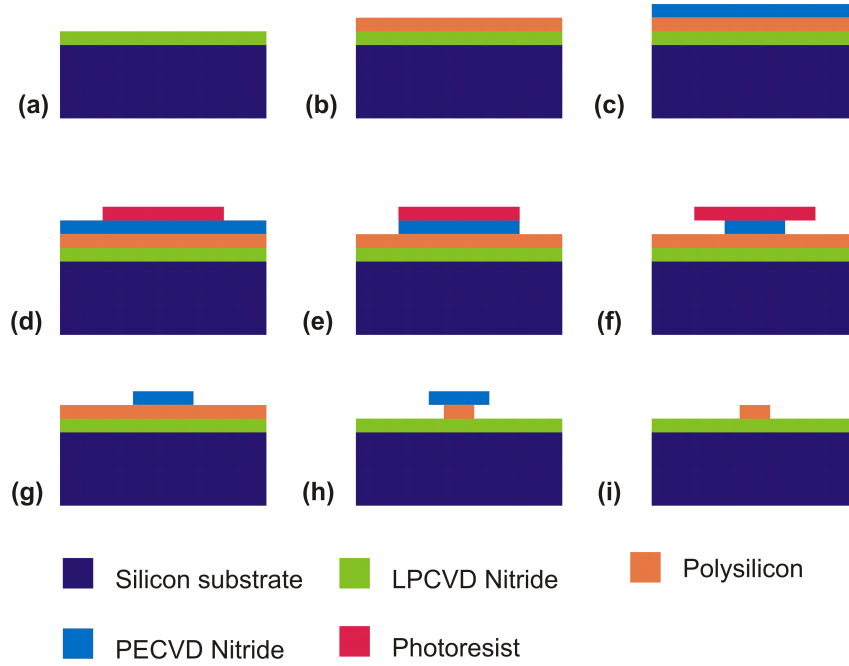 (a)
(b)
(c)
(d)
(e)
(f)
(g)
(h)
(i)
Silicon substrate
LPCVD Nitride
Polysilicon
PECVD Nitride
Photoresist